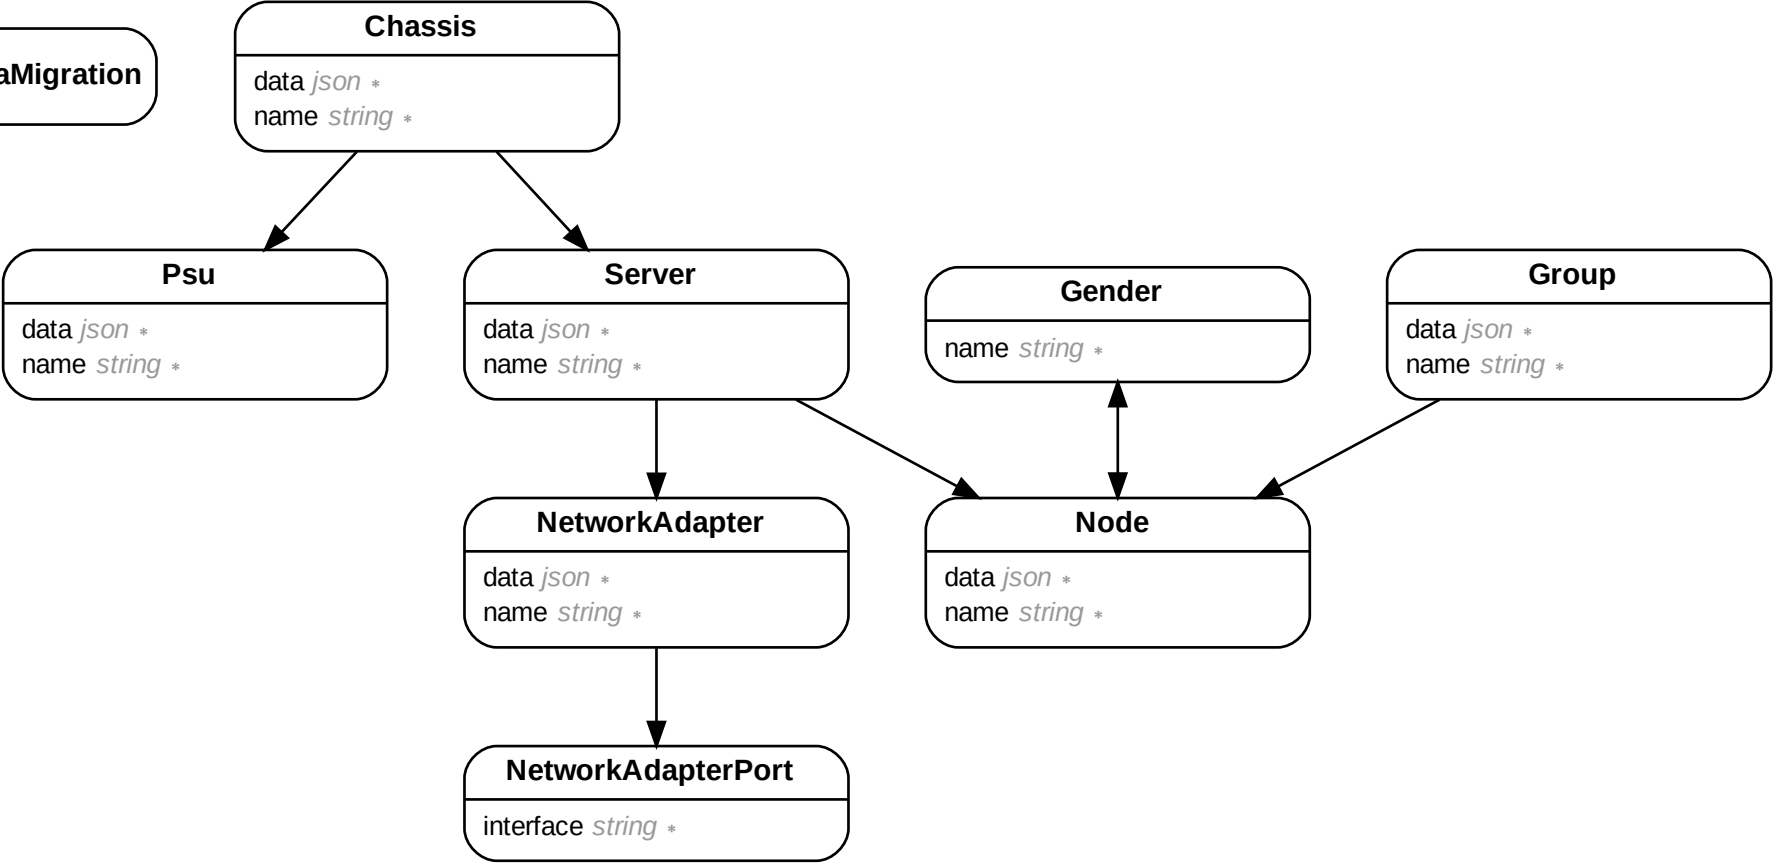 Chassis
data json *
name string *
aMigration
Psu
data json *
name string *
Server
data json *
name string *
Gender
name string *
Group
data json *
name string *
NetworkAdapter
data json *
name string *
Node
data json *
name string *
NetworkAdapterPort
interface string *